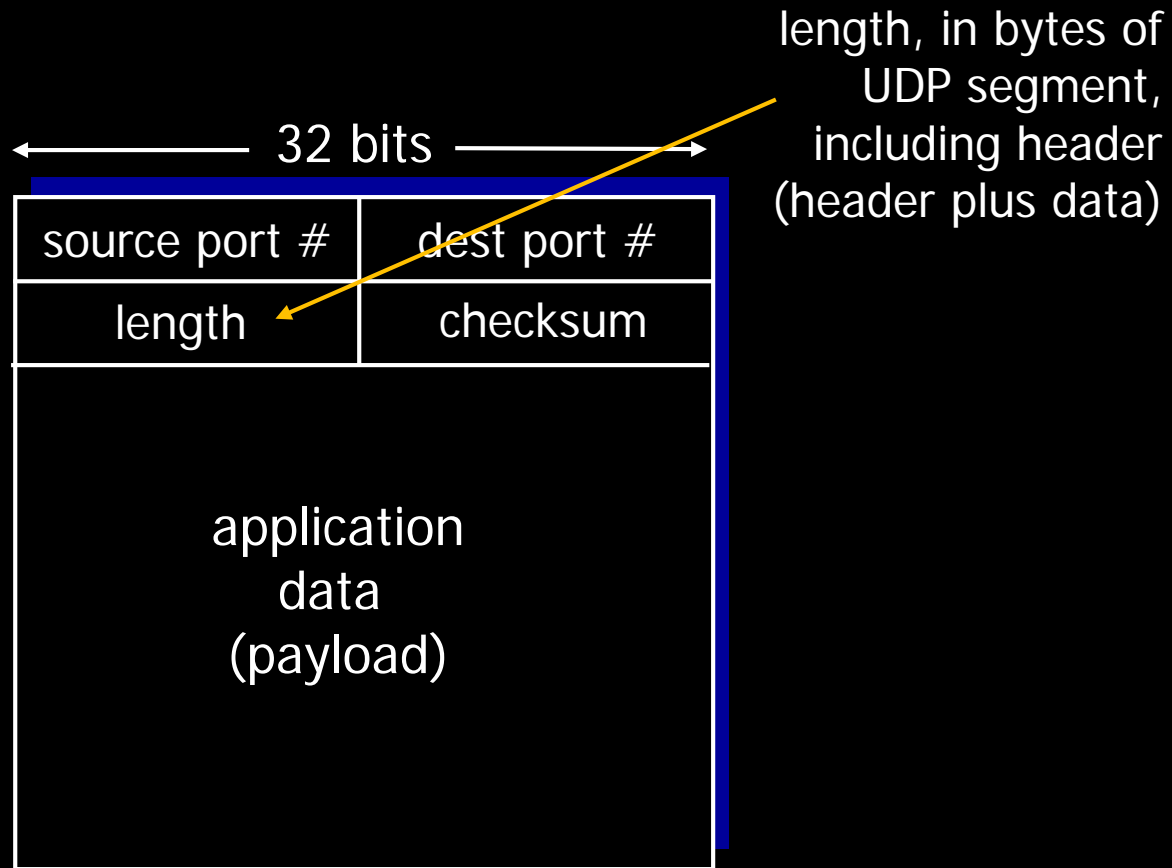 length, in bytes of
UDP segment,
including header
(header plus data)
32 bits
source port #
dest port #
length
checksum
application
data
(payload)